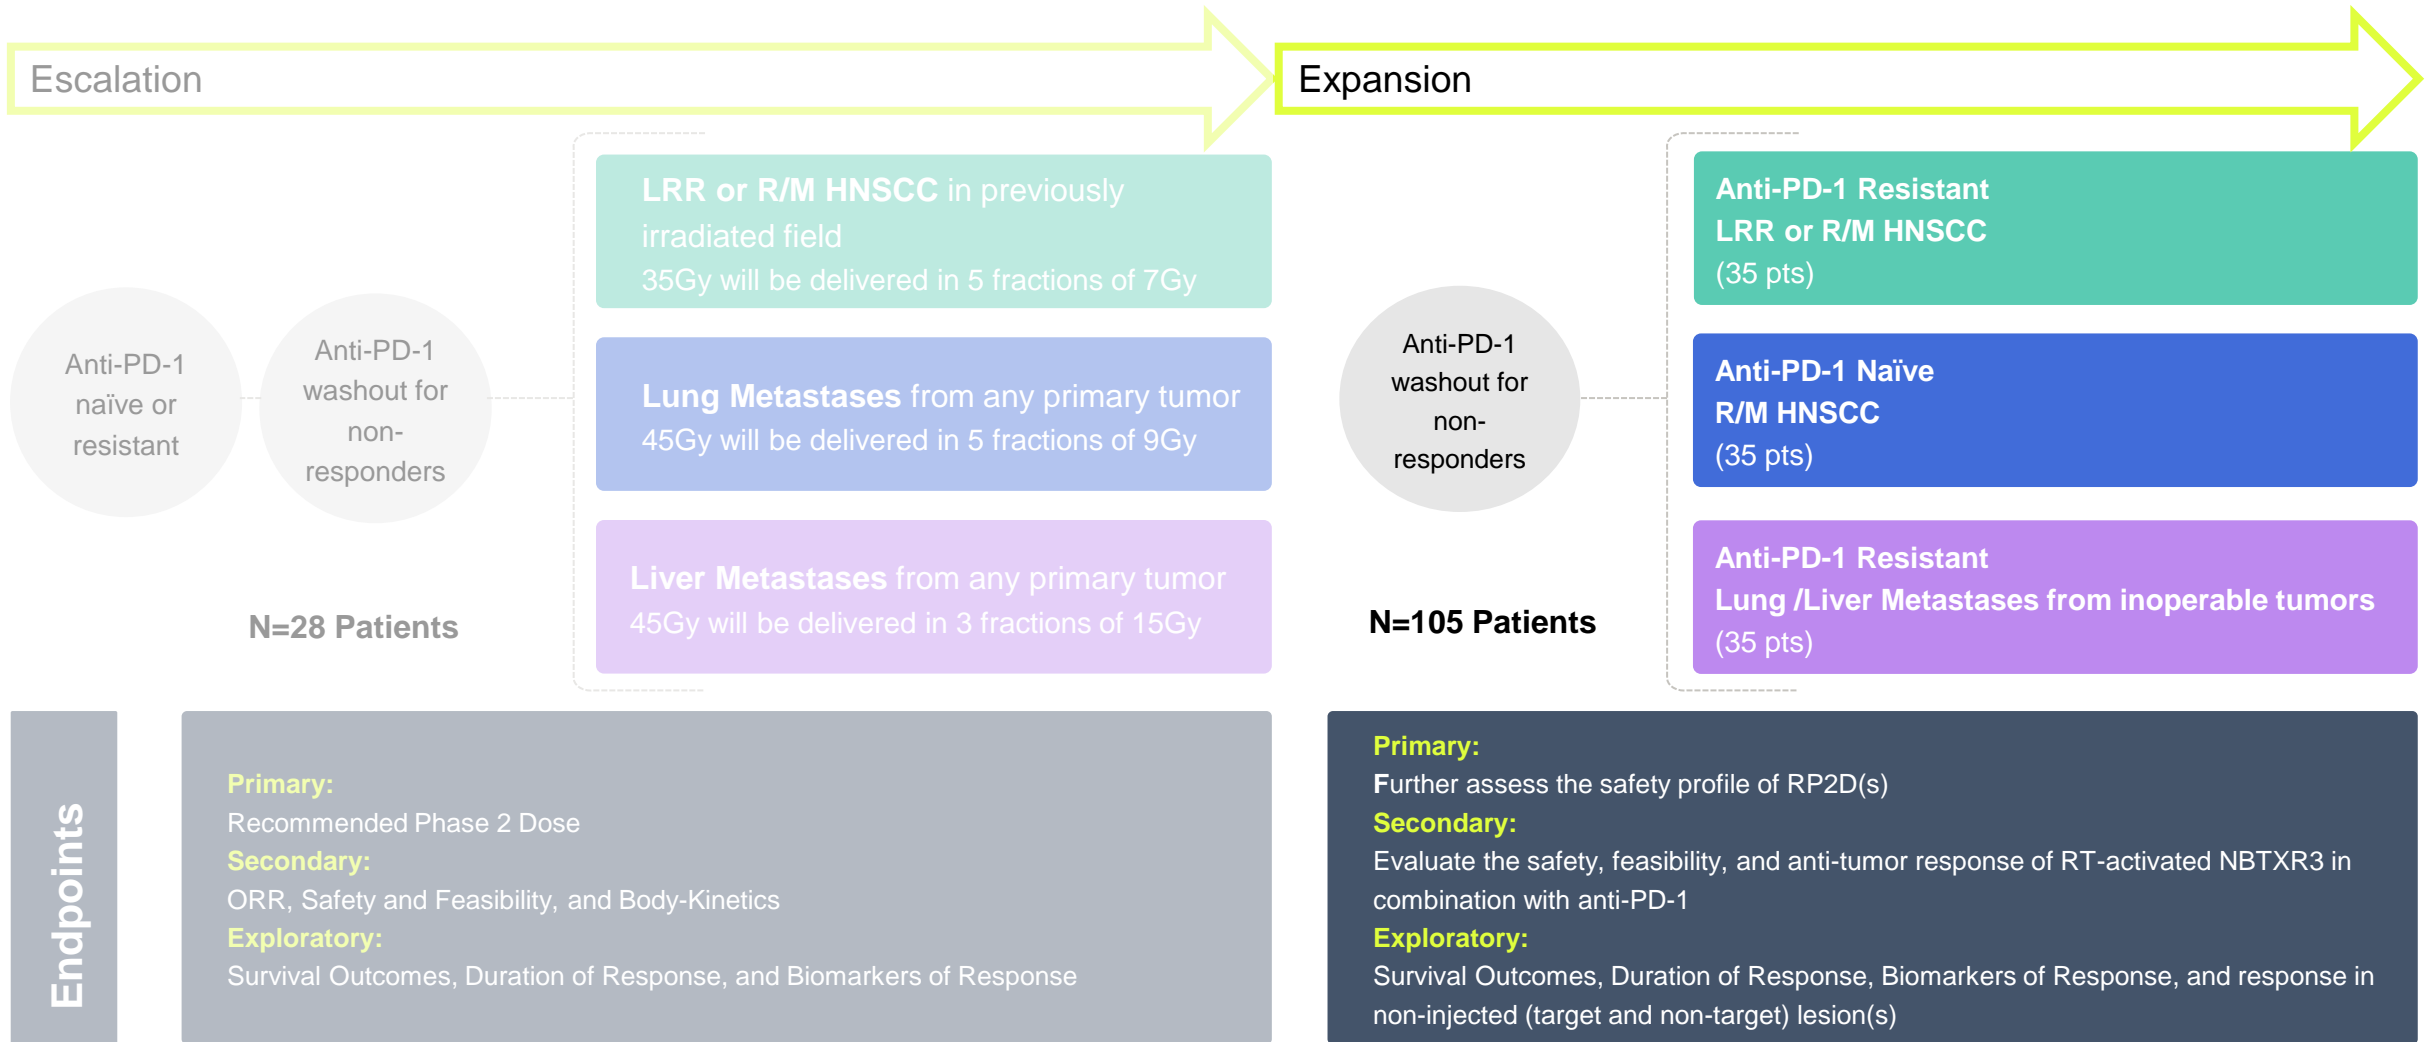 Escalation
Expansion
Anti-PD-1
naïve or
resistant
Anti-PD-1
washout for
non-
responders
N=28 Patients
LRR or R/M HNSCC in previously
irradiated field
35Gy will be delivered in 5 fractions of 7Gy
Lung Metastases from any primary tumor
45Gy will be delivered in 5 fractions of 9Gy
Liver Metastases from any primary tumor
45Gy will be delivered in 3 fractions of 15Gy
Anti-PD-1
washout for
non-
responders
N=105 Patients
Anti-PD-1 Resistant
LRR or R/M HNSCC
(35 pts)
Anti-PD-1 Naïve
R/M HNSCC
(35 pts)
Anti-PD-1 Resistant
Lung /Liver Metastases from inoperable tumors
(35 pts)
Endpoints
Primary:
Recommended Phase 2 Dose
Secondary:
ORR, Safety and Feasibility, and Body-Kinetics
Exploratory:
Survival Outcomes, Duration of Response, and Biomarkers of Response
Primary:
Further assess the safety profile of RP2D(s)
Secondary:
Evaluate the safety, feasibility, and anti-tumor response of RT-activated NBTXR3 in
combination with anti-PD-1
Exploratory:
Survival Outcomes, Duration of Response, Biomarkers of Response, and response in
non-injected (target and non-target) lesion(s)